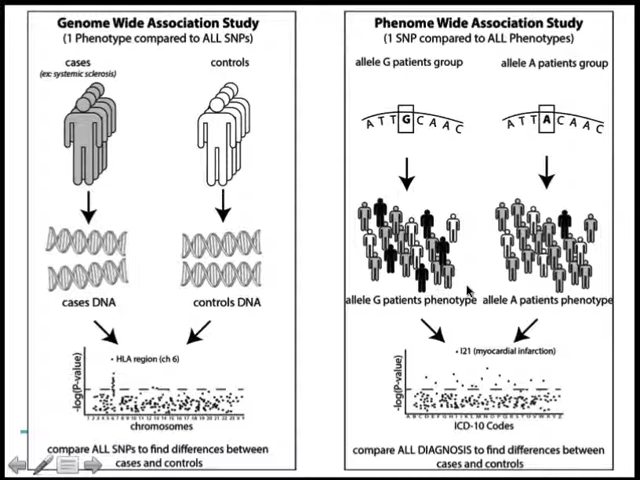 Genome Wide Association Study
(1 Phenotype compared to ALL SNPs)
cases
(ex: systemic sclerosis)
controls
cases DNA
controls DNA
HLA region (ch 6)
-log(P-value)
chromosomes
compare ALL SNPs to find differences between
cases and controls
Phenome Wide Association Study
(1 SNP compared to ALL Phenotypes)
allele G patients group
allele A patients group
A T T G C A A C
A T T A C A A C
allele G patients phenotype
allele A patients phenotype
I21 (myocardial infarction)
-log(P-value)
ICD-10 Codes
compare ALL DIAGNOSIS to find differences between
cases and controls